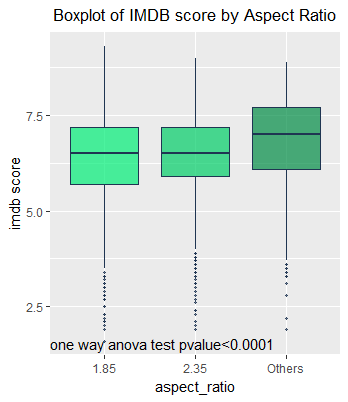 Boxplot of IMDB score by Aspect Ratio
imdb score
7.5
5.0
2.5
one way anova test pvalue<0.0001
1.85
2.35
Others
aspect_ratio